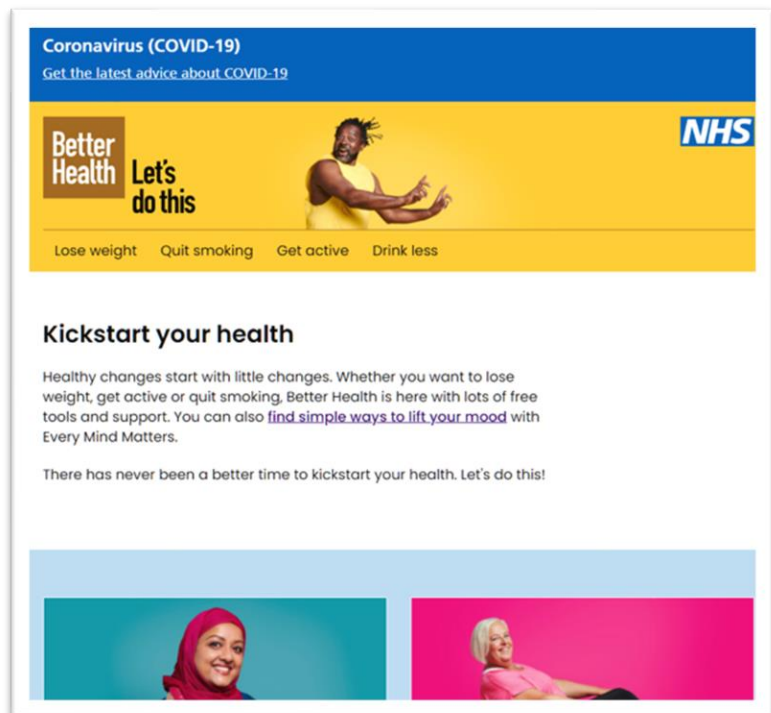 Coronavirus (COVID-19)
Get the latest advice about COVID-19
Better
Health
Let's
do this
NHS
Lose weight Quit smoking Get active Drink less
Kickstart your health
Healthy changes start with little changes. Whether you want to lose
weight, get active or quit smoking, Better Health is here with lots of free
tools and support. You can also find simple ways to lift your mood with
Every Mind Matters.
There has never been a better time to kickstart your health. Let's do this!